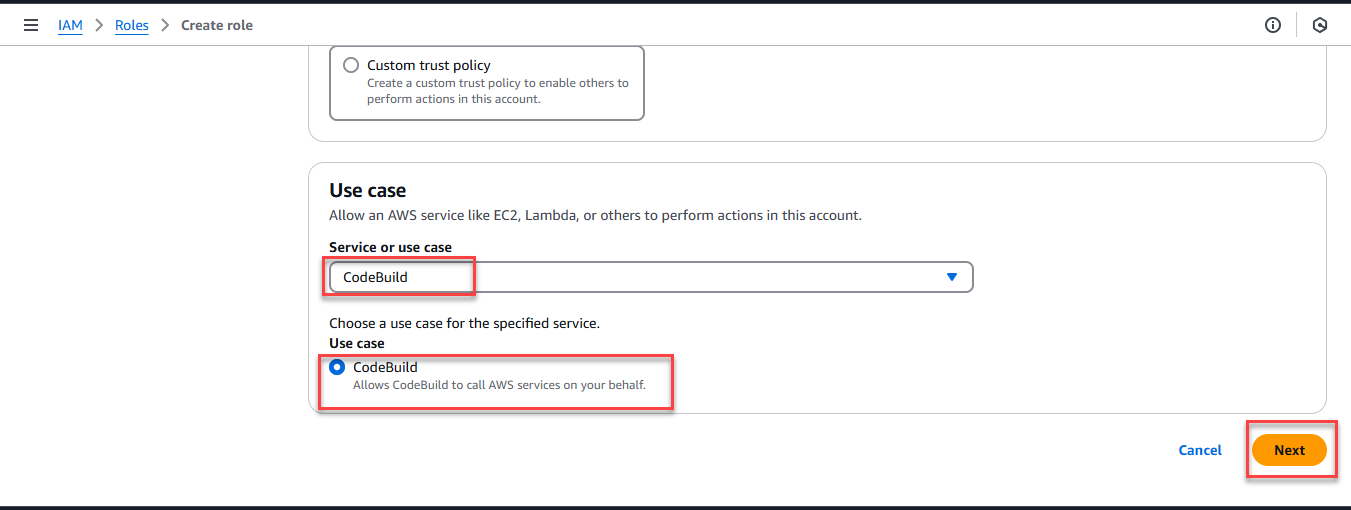 IAM > Roles > Create role
Custom trust policy
Create a custom trust policy to enable others to
perform actions in this account.
Use case
Allow an AWS service like EC2, Lambda, or others to perform actions in this account.
Service or use case
CodeBuild
Choose a use case for the specified service.
Use case
CodeBuild
Allows CodeBuild to call AWS services on your behalf.
Cancel Next